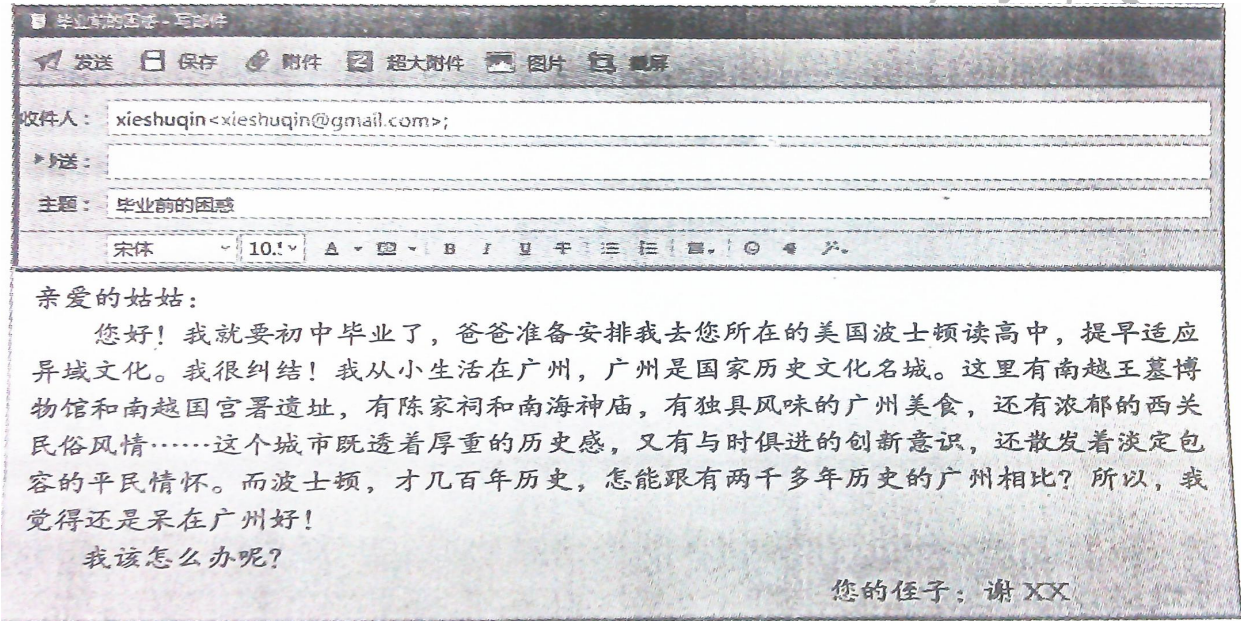 毕业前的困惑 - 写邮件
发送 保存 附件 超大附件 图片 截屏
收件人： xieshuqin<xieshuqin@gmail.com>;
送：
主题： 毕业前的困惑
宋体 10.! A B I U
亲爱的姑姑：
您好！我就要初中毕业了，爸爸准备安排我去您所在的美国波士顿读高中，提早适应
异域文化。我很纠结！我从小生活在广州，广州是国家历史文化名城。这里有南越王墓博
物馆和南越国宫署遗址，有陈家祠和南海神庙，有独具风味的广州美食，还有浓郁的西关
民俗风情……这个城市既透着厚重的历史感，又有与时俱进的创新意识，还散发着淡定包
容的平民情怀。而波士顿，才几百年历史，怎能跟有两千多年历史的广州相比？所以，我
觉得还是呆在广州好！
我该怎么办呢？
您的侄子：谢 XX